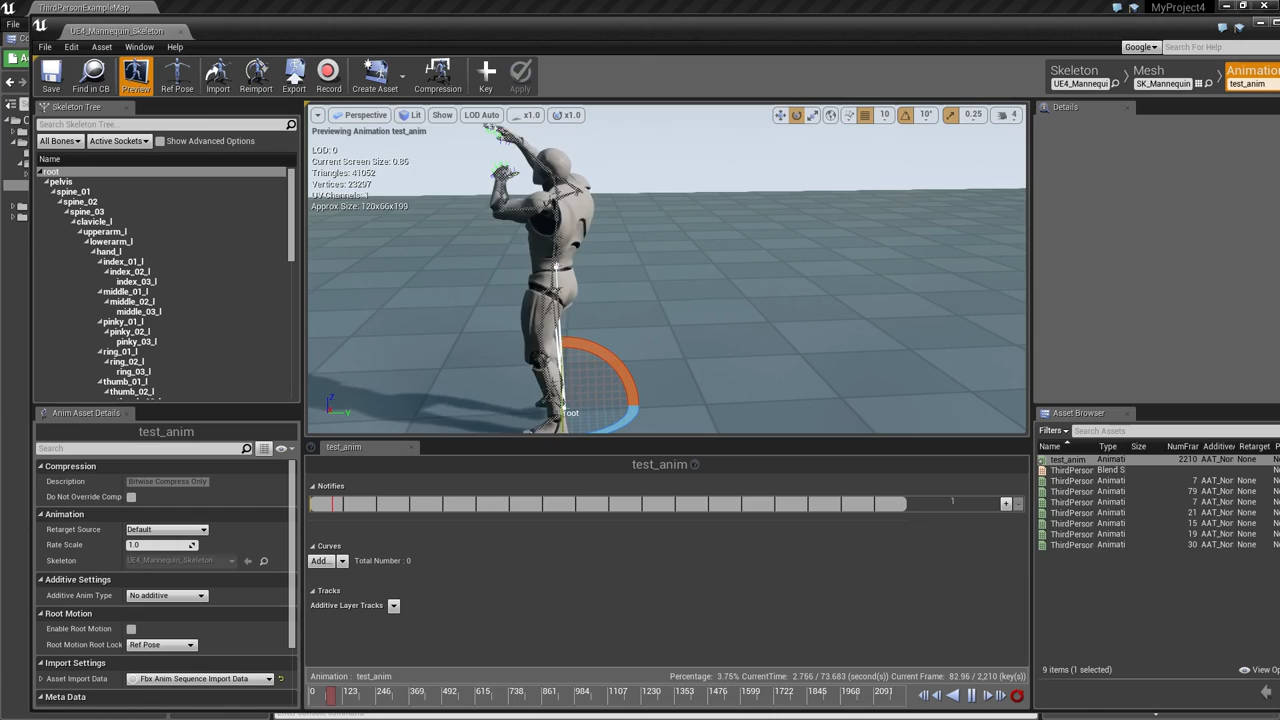 ThirdPersonExampleMap
MyProject4
File
UE4_Mannequin_Skeleton
File Edit Asset Window Help
Google
Search For Help
Save Find in CB Preview Ref Pose Import Reimport Export Record Create Asset Compression Key Apply
Skeleton Mesh Animation
UE4_Mannequi SK_Mannequin test_anim
Skeleton Tree
Search Skeleton Tree...
All Bones Active Sockets Show Advanced Options
Name
root
pelvis
spine_01
spine_02
spine_03
clavicle_l
upperarm_l
lowerarm_l
hand_l
index_01_l
index_02_l
index_03_l
middle_01_l
middle_02_l
middle_03_l
pinky_01_l
pinky_02_l
pinky_03_l
ring_01_l
ring_02_l
ring_03_l
thumb_01_l
thumb_02_l
Perspective Lit Show LOD Auto x1.0 x1.0
10 10° 0.25 4
Previewing Animation test_anim
LOD: 0
Current Screen Size: 0.86
Triangles: 41052
Vertices: 23297
UV Channels: 1
Approx Size: 120x66x199
root
Z
Y
Details
Anim Asset Details
test_anim
Search
Compression
Description Bitwise Compress Only
Do Not Override Comp
Animation
Retarget Source Default
Rate Scale 1.0
Skeleton UE4_Mannequin_Skeleton
Additive Settings
Additive Anim Type No additive
Root Motion
Enable Root Motion
Root Motion Root Lock Ref Pose
Import Settings
Asset Import Data Fbx Anim Sequence Import Data
Meta Data
test_anim
test_anim
Notifies
1
Curves
Add... Total Number : 0
Tracks
Additive Layer Tracks
Animation : test_anim
Percentage: 3.75% CurrentTime: 2.766 / 73.683 (second(s)) Current Frame: 82.96 / 2,210 (key(s))
0 123 246 369 492 615 738 861 984 1107 1230 1353 1476 1599 1722 1845 1968 2091
Asset Browser
Filters Search Assets
Name Type Size NumFrar Additive/ Retarget
test_anim Animati 2210 AAT_Nor None
ThirdPerson Blend S
ThirdPerson Animati 7 AAT_Nor None
ThirdPerson Animati 79 AAT_Nor None
ThirdPerson Animati 7 AAT_Nor None
ThirdPerson Animati 21 AAT_Nor None
ThirdPerson Animati 15 AAT_Nor None
ThirdPerson Animati 19 AAT_Nor None
ThirdPerson Animati 30 AAT_Nor None
9 items (1 selected)
View Op